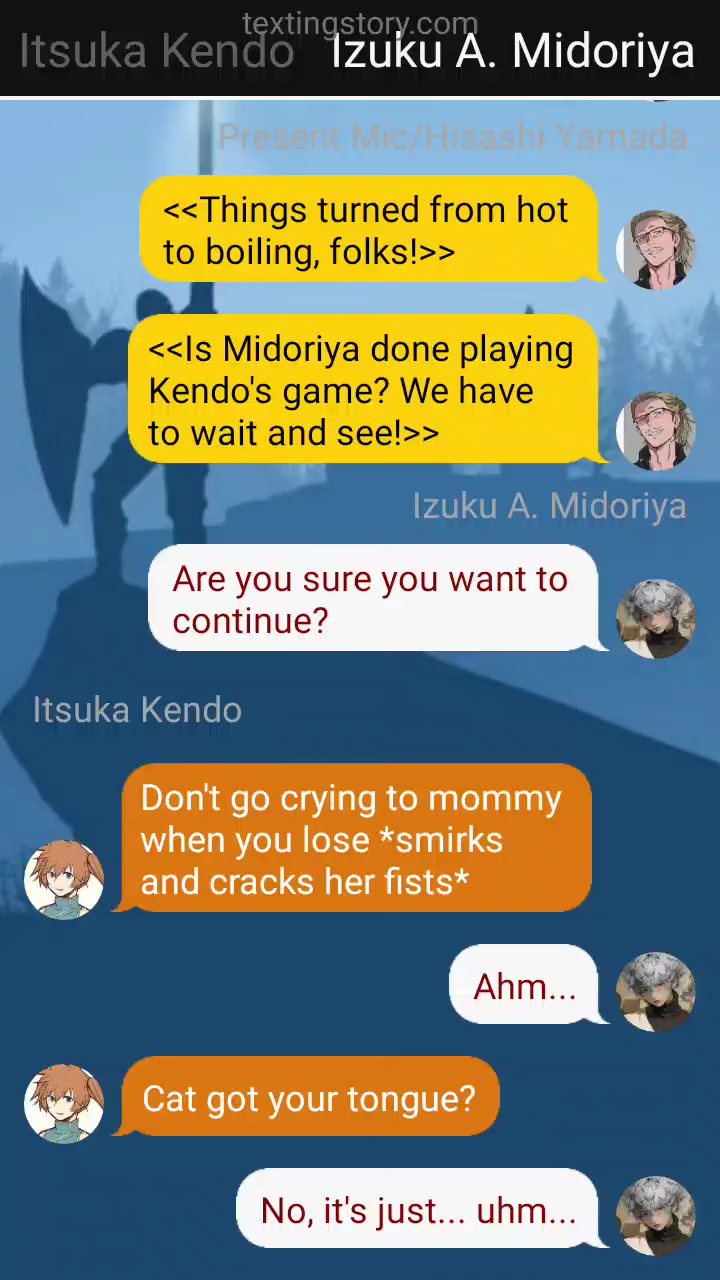 textingstory.com
Itsuka Kendo Izuku A. Midoriya
Present Mic/Hisashi Yamada
<<Things turned from hot
to boiling, folks!>>
<<Is Midoriya done playing
Kendo's game? We have
to wait and see!>>
Izuku A. Midoriya
Are you sure you want to
continue?
Itsuka Kendo
Don't go crying to mommy
when you lose *smirks
and cracks her fists*
Ahm...
Cat got your tongue?
No, it's just... uhm...